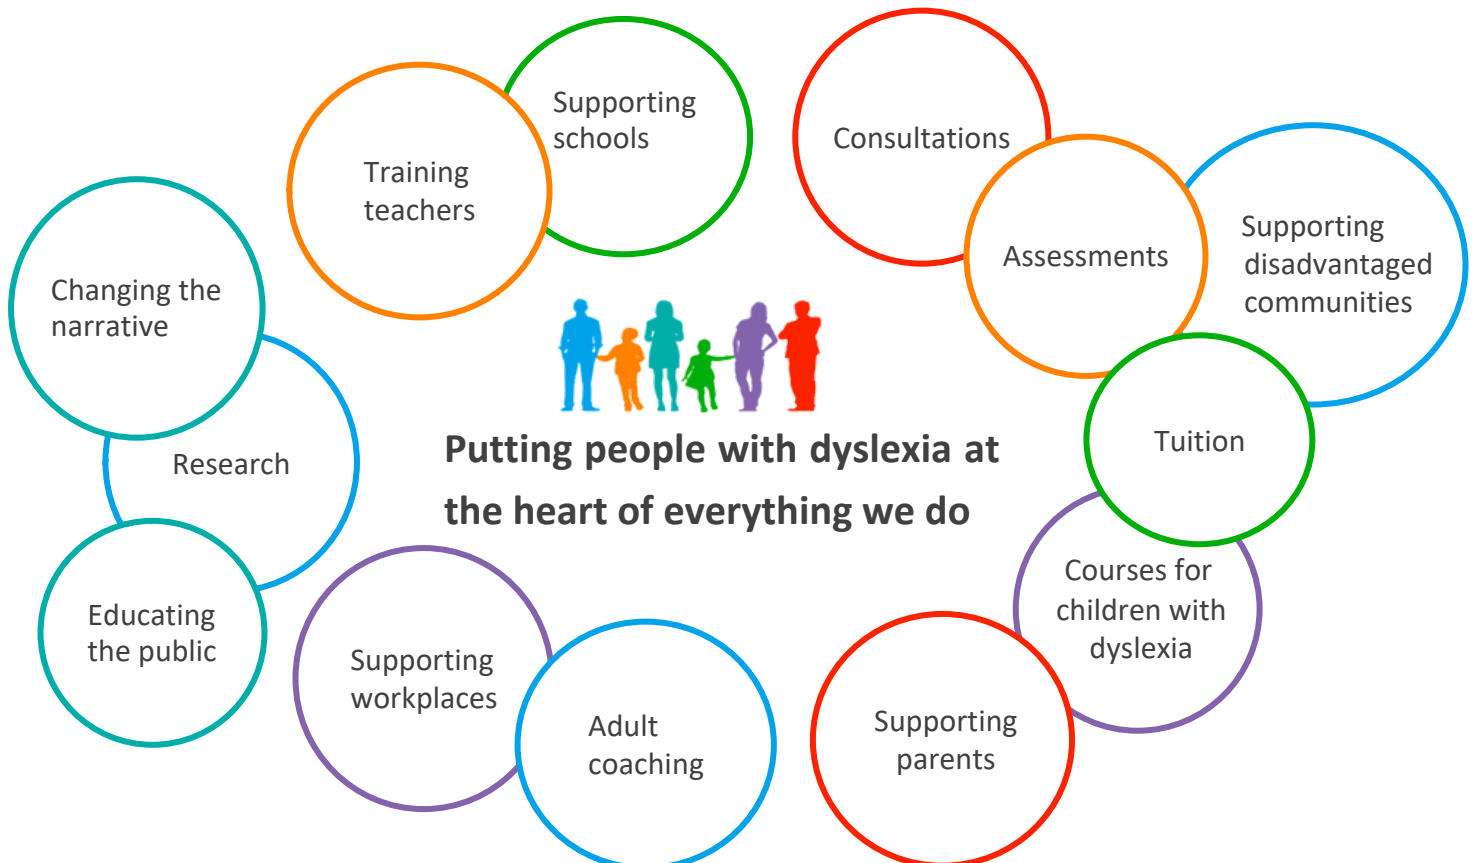 Supporting
schools
Training
teachers
Consultations
Assessments
Supporting
disadvantaged
communities
Changing the
narrative
Research
Educating
the public
Putting people with dyslexia at
the heart of everything we do
Tuition
Courses for
children with
dyslexia
Supporting
workplaces
Adult
coaching
Supporting
parents